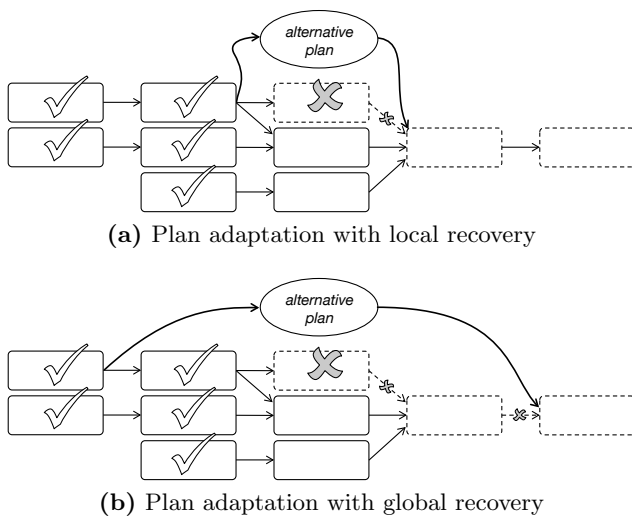 alternative
plan
(a) Plan adaptation with local recovery
alternative
plan
(b) Plan adaptation with global recovery